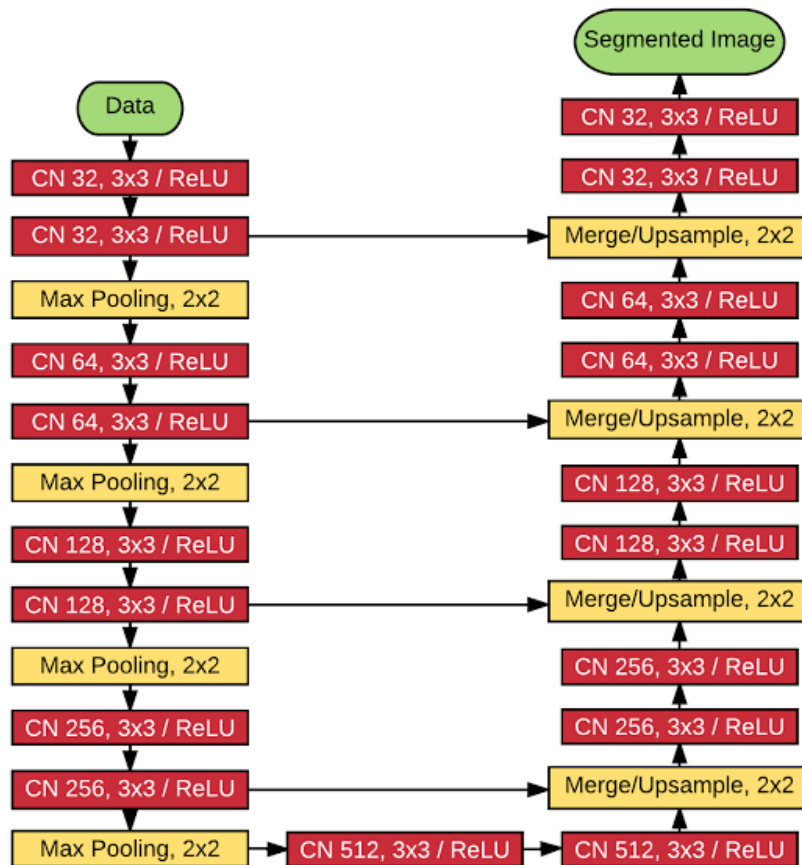 Data
CN 32, 3x3 / ReLU
CN 32, 3x3 / ReLU
Max Pooling, 2x2
CN 64, 3x3 / ReLU
CN 64, 3x3 / ReLU
Max Pooling, 2x2
CN 128, 3x3 / ReLU
CN 128, 3x3 / ReLU
Max Pooling, 2x2
CN 256, 3x3 / ReLU
CN 256, 3x3 / ReLU
Max Pooling, 2x2
CN 512, 3x3 / ReLU
CN 512, 3x3 / ReLU
Merge/Upsample, 2x2
CN 256, 3x3 / ReLU
CN 256, 3x3 / ReLU
Merge/Upsample, 2x2
CN 128, 3x3 / ReLU
CN 128, 3x3 / ReLU
Merge/Upsample, 2x2
CN 64, 3x3 / ReLU
CN 64, 3x3 / ReLU
Merge/Upsample, 2x2
CN 32, 3x3 / ReLU
CN 32, 3x3 / ReLU
Segmented Image